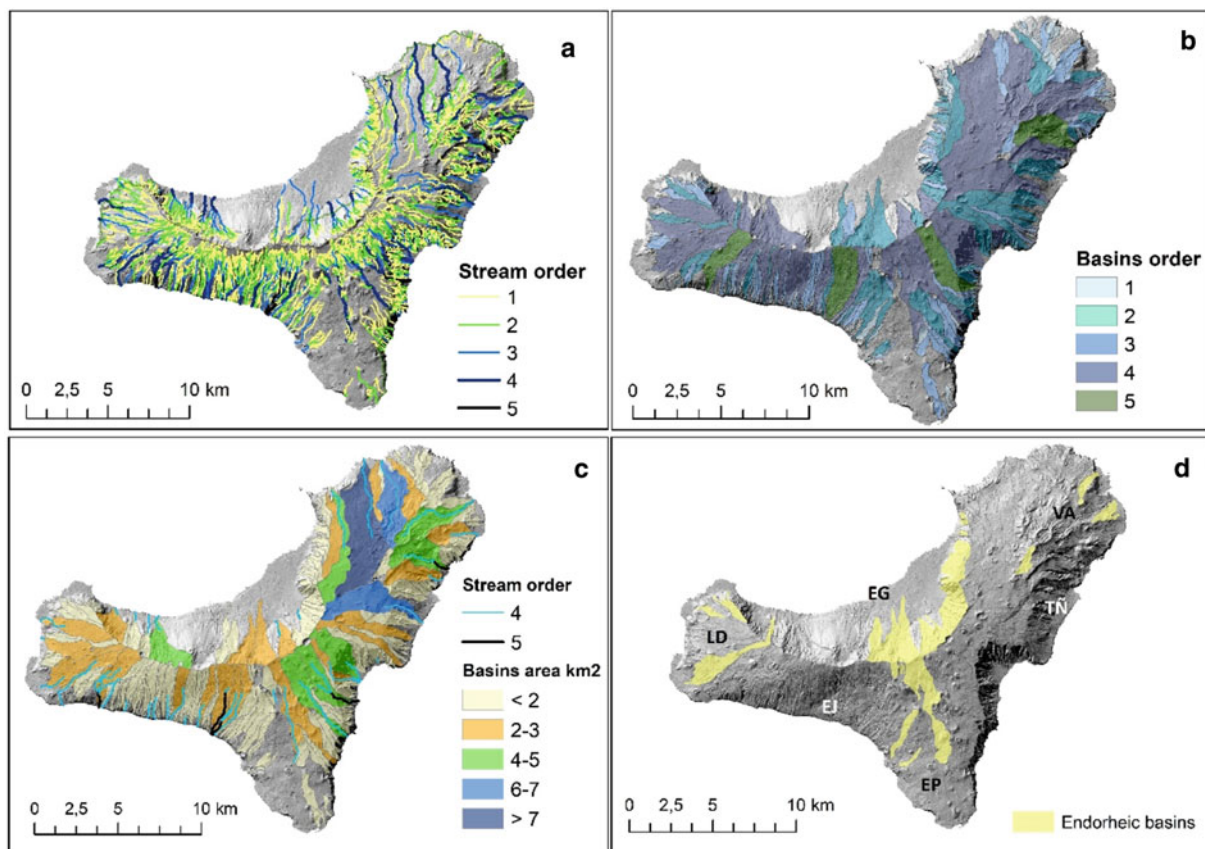 a
Stream order
1
2
3
4
5
0 2,5 5 10 km
b
Basins order
1
2
3
4
5
0 2,5 5 10 km
c
Stream order
4
5
Basins area km2
< 2
2-3
4-5
6-7
> 7
0 2,5 5 10 km
d
VA
TÑ
EG
LD
EJ
EP
Endorheic basins
0 2,5 5 10 km